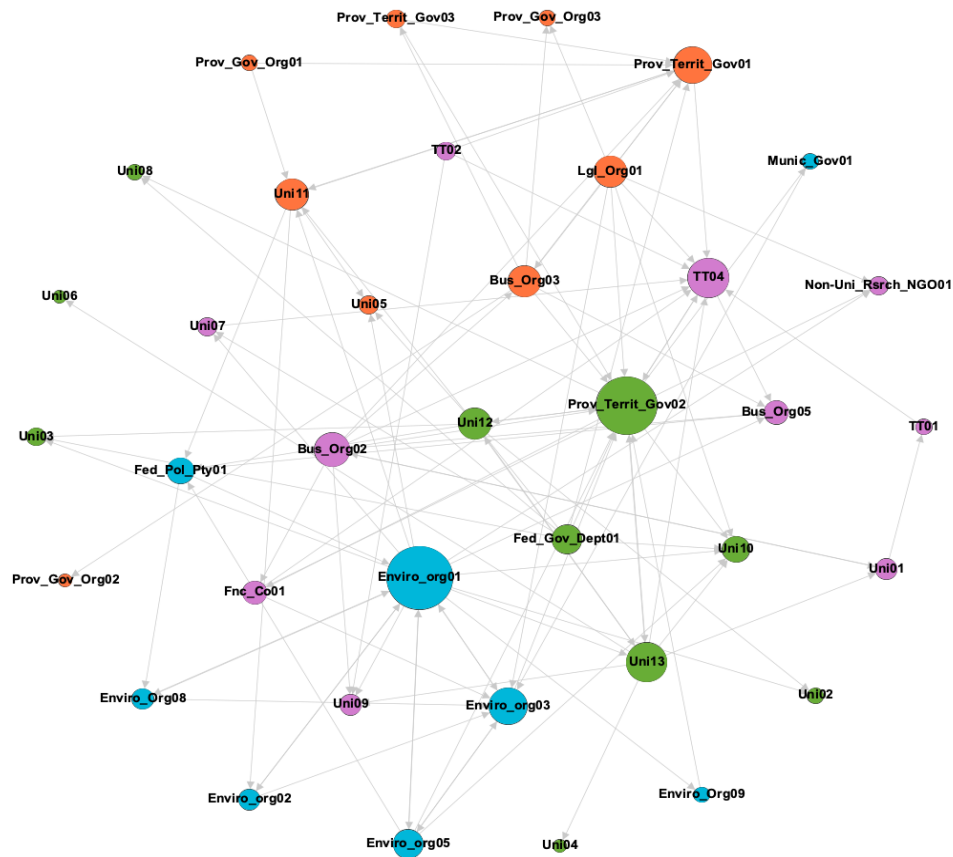 Prov_Territ_Gov03
Prov_Gov_Org03
Prov_Gov_Org01
Prov_Territ_Gov01
TT02
Munic_Gov01
Uni08
Lgl_Org01
Uni11
TT04
Bus_Org03
Non-Uni_Rsrch_NGO01
Uni06
Uni05
Uni07
Prov_Territ_Gov02
Bus_Org05
Uni12
TT01
Uni03
Bus_Org02
Fed_Pol_Pty01
Fed_Gov_Dept01
Uni10
Uni01
Enviro_org01
Prov_Gov_Org02
Fnc_Co01
Uni13
Uni02
Enviro_Org08
Uni09
Enviro_org03
Enviro_Org09
Enviro_org02
Enviro_org05
Uni04